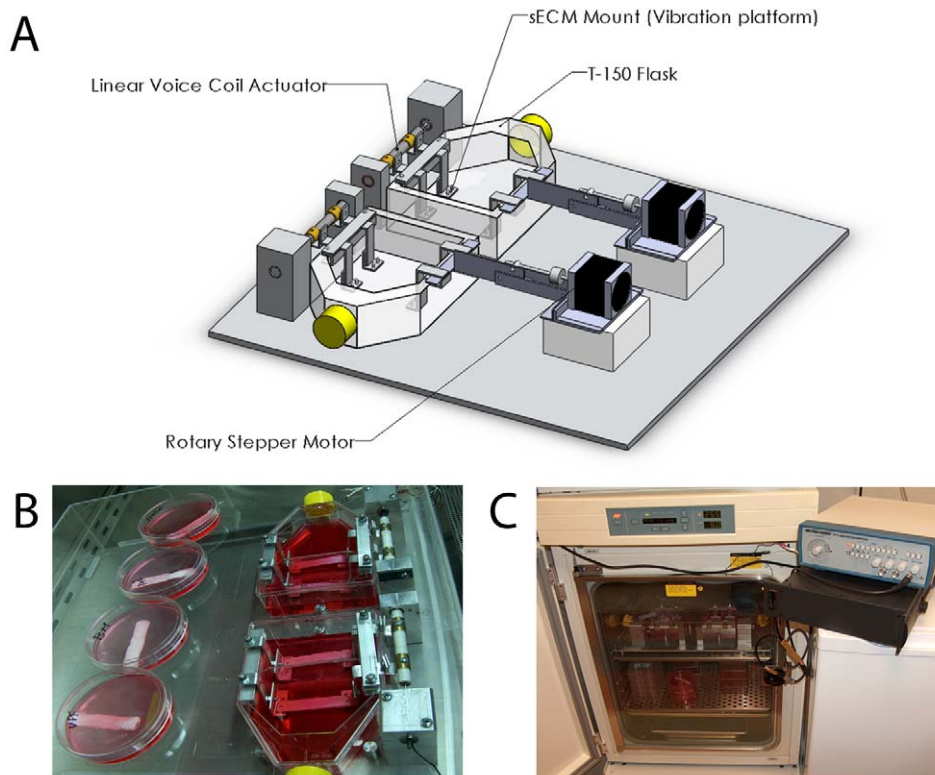 A
sECM Mount (Vibration platform)
T-150 Flask
Linear Voice Coil Actuator
Rotary Stepper Motor
B
C